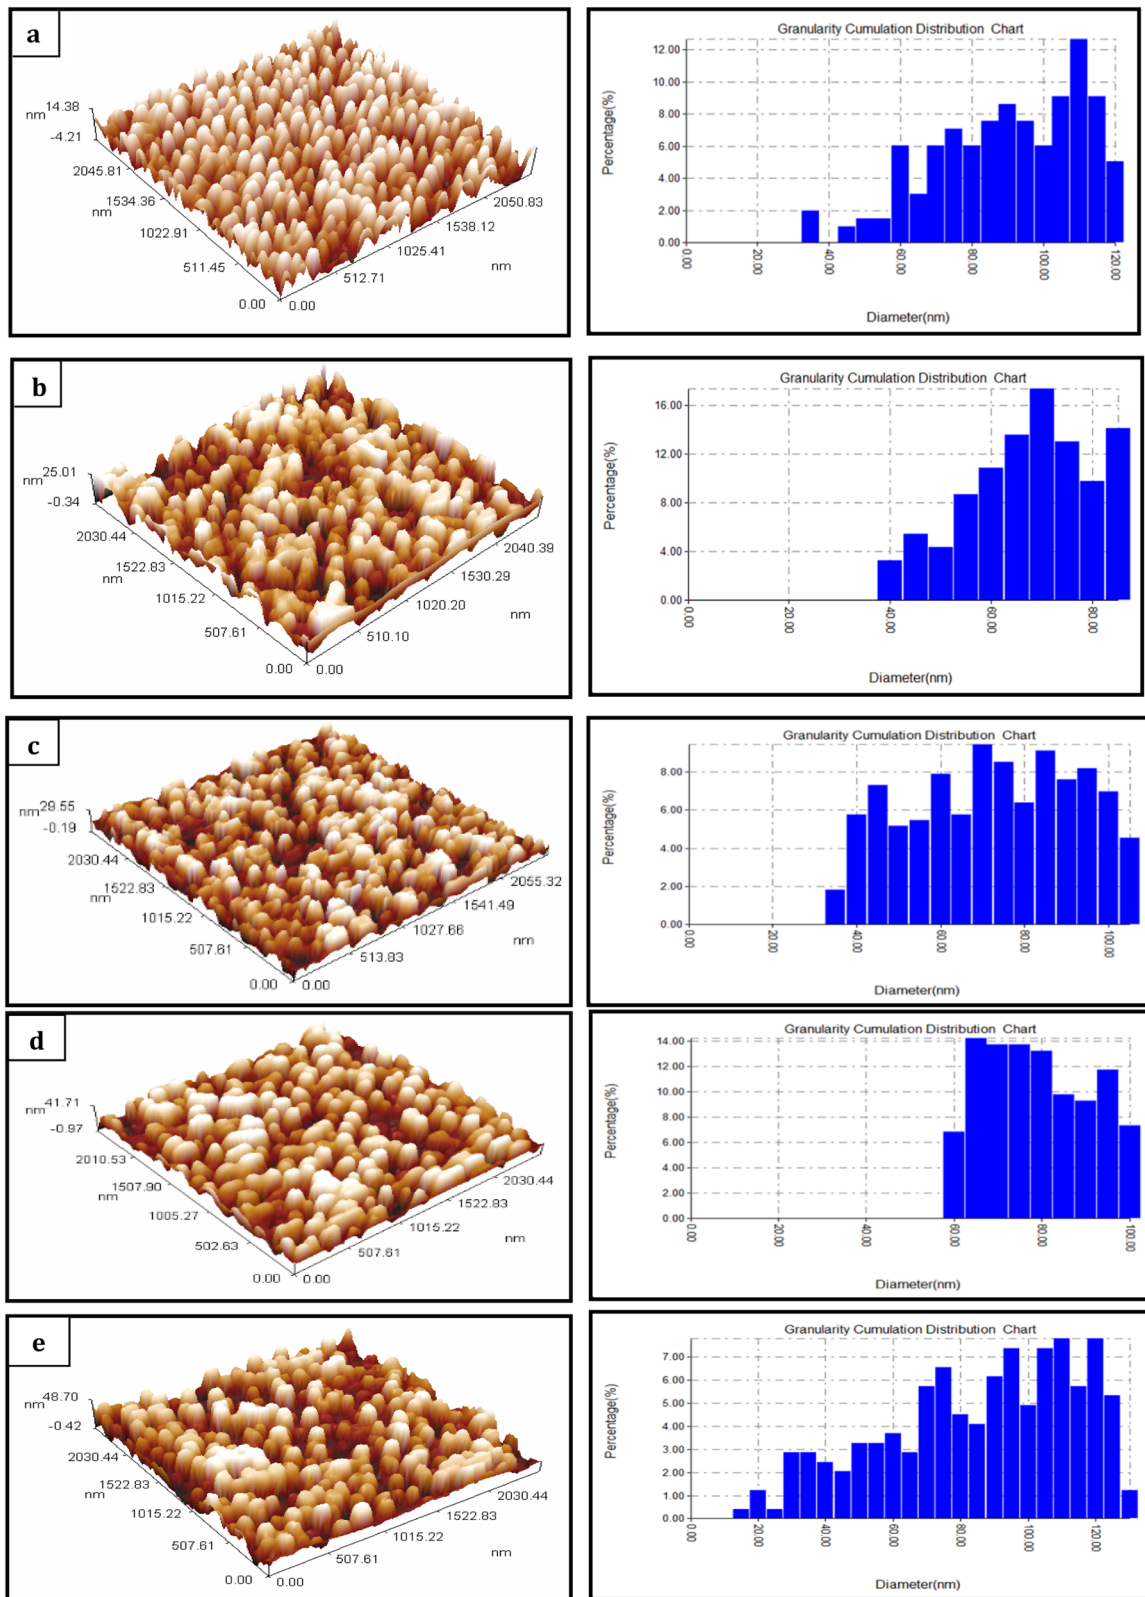 a
nm 14.38
-4.21
2045.81
1534.36
nm
1022.91
511.45
0.00 0.00
512.71
1025.41
1538.12
2050.83
nm
Granularity Cumulation Distribution Chart
Percentage(%)
12.00
10.00
8.00
6.00
4.00
2.00
0.00
0.00 20.00 40.00 60.00 80.00 100.00 120.00
Diameter(nm)
b
nm 25.01
-0.34
2030.44
1522.83
nm
1015.22
507.61
0.00 0.00
510.10
1020.20
1530.29
2040.39
nm
Granularity Cumulation Distribution Chart
Percentage(%)
16.00
12.00
8.00
4.00
0.00
0.00 20.00 40.00 60.00 80.00
Diameter(nm)
c
nm 29.55
-0.19
2030.44
1522.83
nm
1015.22
507.61
0.00 0.00
513.83
1027.66
1541.49
2055.32
nm
Granularity Cumulation Distribution Chart
Percentage(%)
8.00
6.00
4.00
2.00
0.00
0.00 20.00 40.00 60.00 80.00 100.00
Diameter(nm)
d
nm 41.71
-0.97
2010.53
1507.90
nm
1005.27
502.63
0.00 0.00
507.61
1015.22
1522.83
2030.44
nm
Granularity Cumulation Distribution Chart
Percentage(%)
14.00
12.00
10.00
8.00
6.00
4.00
2.00
0.00
0.00 20.00 40.00 60.00 80.00 100.00
Diameter(nm)
e
nm 48.70
-0.42
2030.44
1522.83
nm
1015.22
507.61
0.00 0.00
507.61
1015.22
1522.83
2030.44
nm
Granularity Cumulation Distribution Chart
Percentage(%)
7.00
6.00
5.00
4.00
3.00
2.00
1.00
0.00
0.00 20.00 40.00 60.00 80.00 100.00 120.00
Diameter(nm)